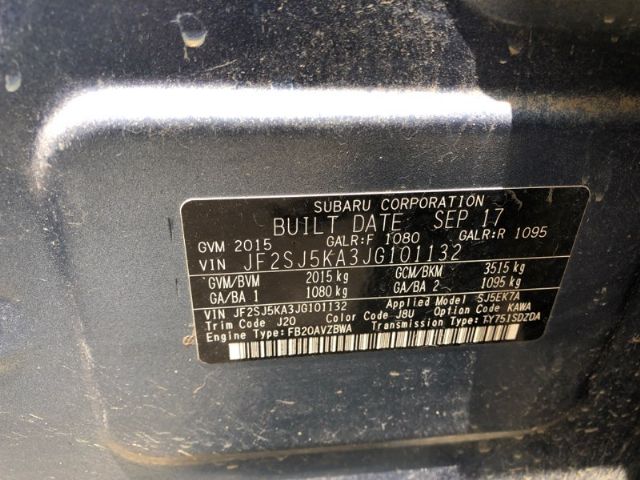 SUBARU CORPORATION
BUILT DATE SEP 17
GVM 2015 GALR:F 1080 GALR:R 1095
VIN JF2SJ5KA3JG101132
GVM/BVM 2015 kg GCM/BKM 3515 kg
GA/BA 1 1080 kg GA/BA 2 1095 kg
VIN JF2SJ5KA3JG101132 Applied Model SJ5EK7A
Trim Code J20 Color Code J8U Option Code KAWA
Engine Type: FB20AVZBWA Transmission Type: TY751SDZDA